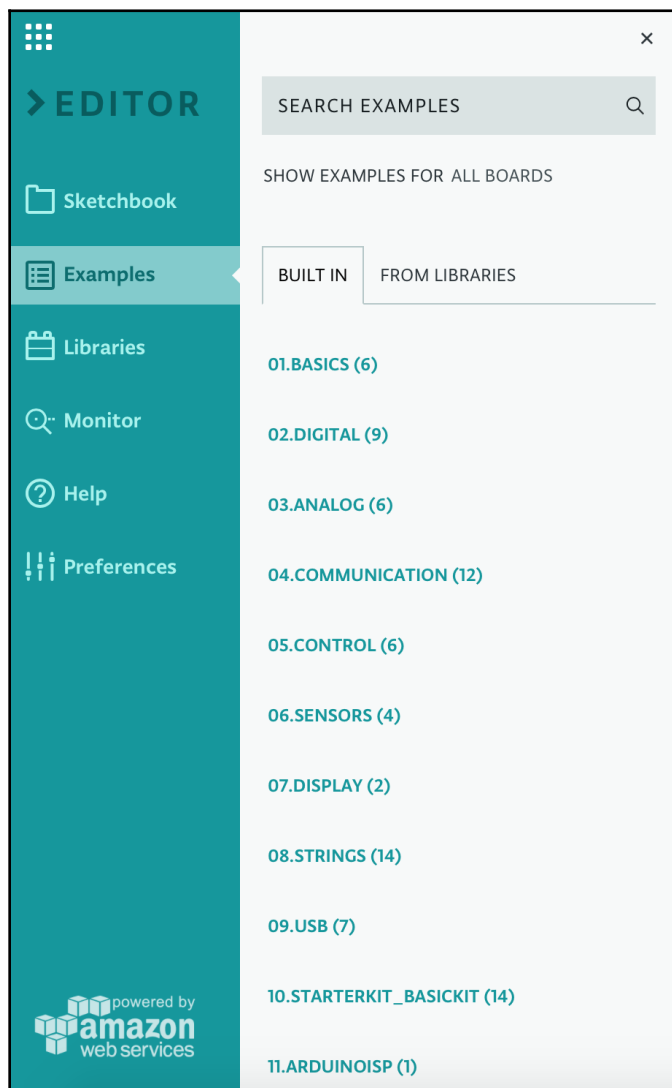 EDITOR
Sketchbook
Examples
Libraries
Monitor
Help
Preferences
powered by
amazon
web services
×
SEARCH EXAMPLES
SHOW EXAMPLES FOR ALL BOARDS
BUILT IN FROM LIBRARIES
01.BASICS (6)
02.DIGITAL (9)
03.ANALOG (6)
04.COMMUNICATION (12)
05.CONTROL (6)
06.SENSORS (4)
07.DISPLAY (2)
08.STRINGS (14)
09.USB (7)
10.STARTERKIT_BASICKIT (14)
11.ARDUINOISP (1)